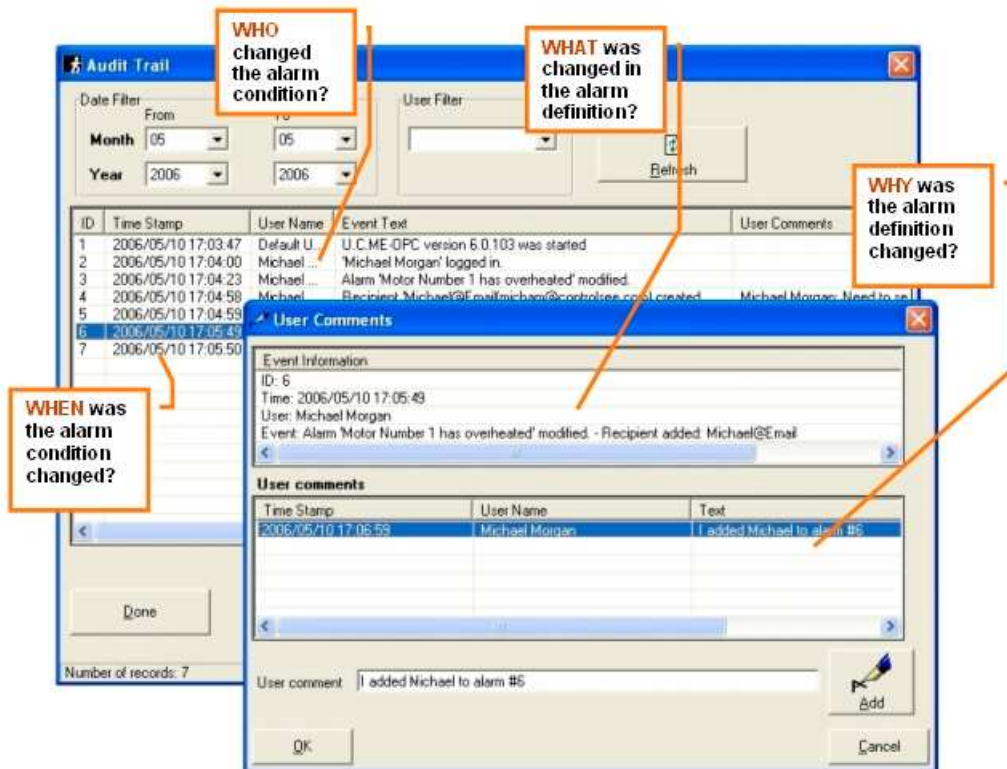 WHO
changed
the alarm
condition?
WHAT was
changed in
the alarm
definition?
WHY was
the alarm
definition
changed?
WHEN was
the alarm
condition
changed?
Audit Trail
Date Filter
From
User Filter
Month 05 05
Year 2006 2006
Refresh
ID Time Stamp User Name Event Text User Comments
1 2006/05/10 17:03:47 Default U... U.C.ME-OPC version 6.0.103 was started
2 2006/05/10 17:04:00 Michael ... 'Michael Morgan' logged in.
3 2006/05/10 17:04:23 Michael ... Alarm 'Motor Number 1 has overheated' modified.
4 2006/05/10 17:04:58 Michael created Michael Morgan: Need to se
5 2006/05/10 17:04:59
6 2006/05/10 17:05:49
7 2006/05/10 17:05:50
Done
Number of records: 7
User Comments
Event Information
ID: 6
Time: 2006/05/10 17:05:49
User: Michael Morgan
Event: Alarm 'Motor Number 1 has overheated' modified. - Recipient added: Michael@Email
User comments
Time Stamp User Name Text
2006/05/10 17:06:59 Michael Morgan I added Michael to alarm #6
User comment I added Michael to alarm #6
Add
OK
Cancel